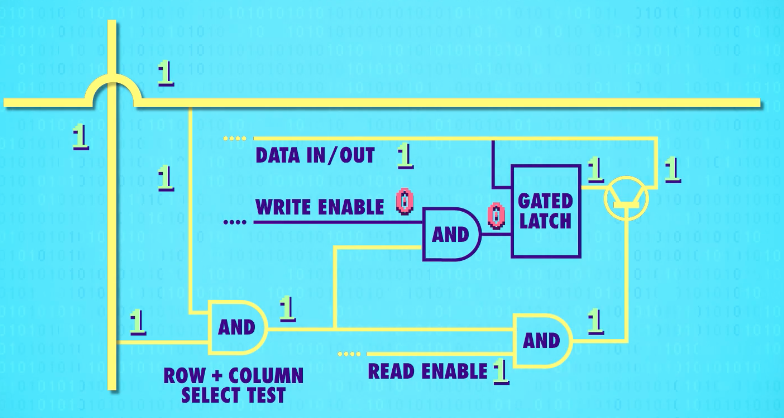 1
1
DATA IN/OUT 1
1 1
1
WRITE ENABLE 0
0
GATED
LATCH
AND
1
1
AND
1
AND
READ ENABLE 1
ROW + COLUMN
SELECT TEST